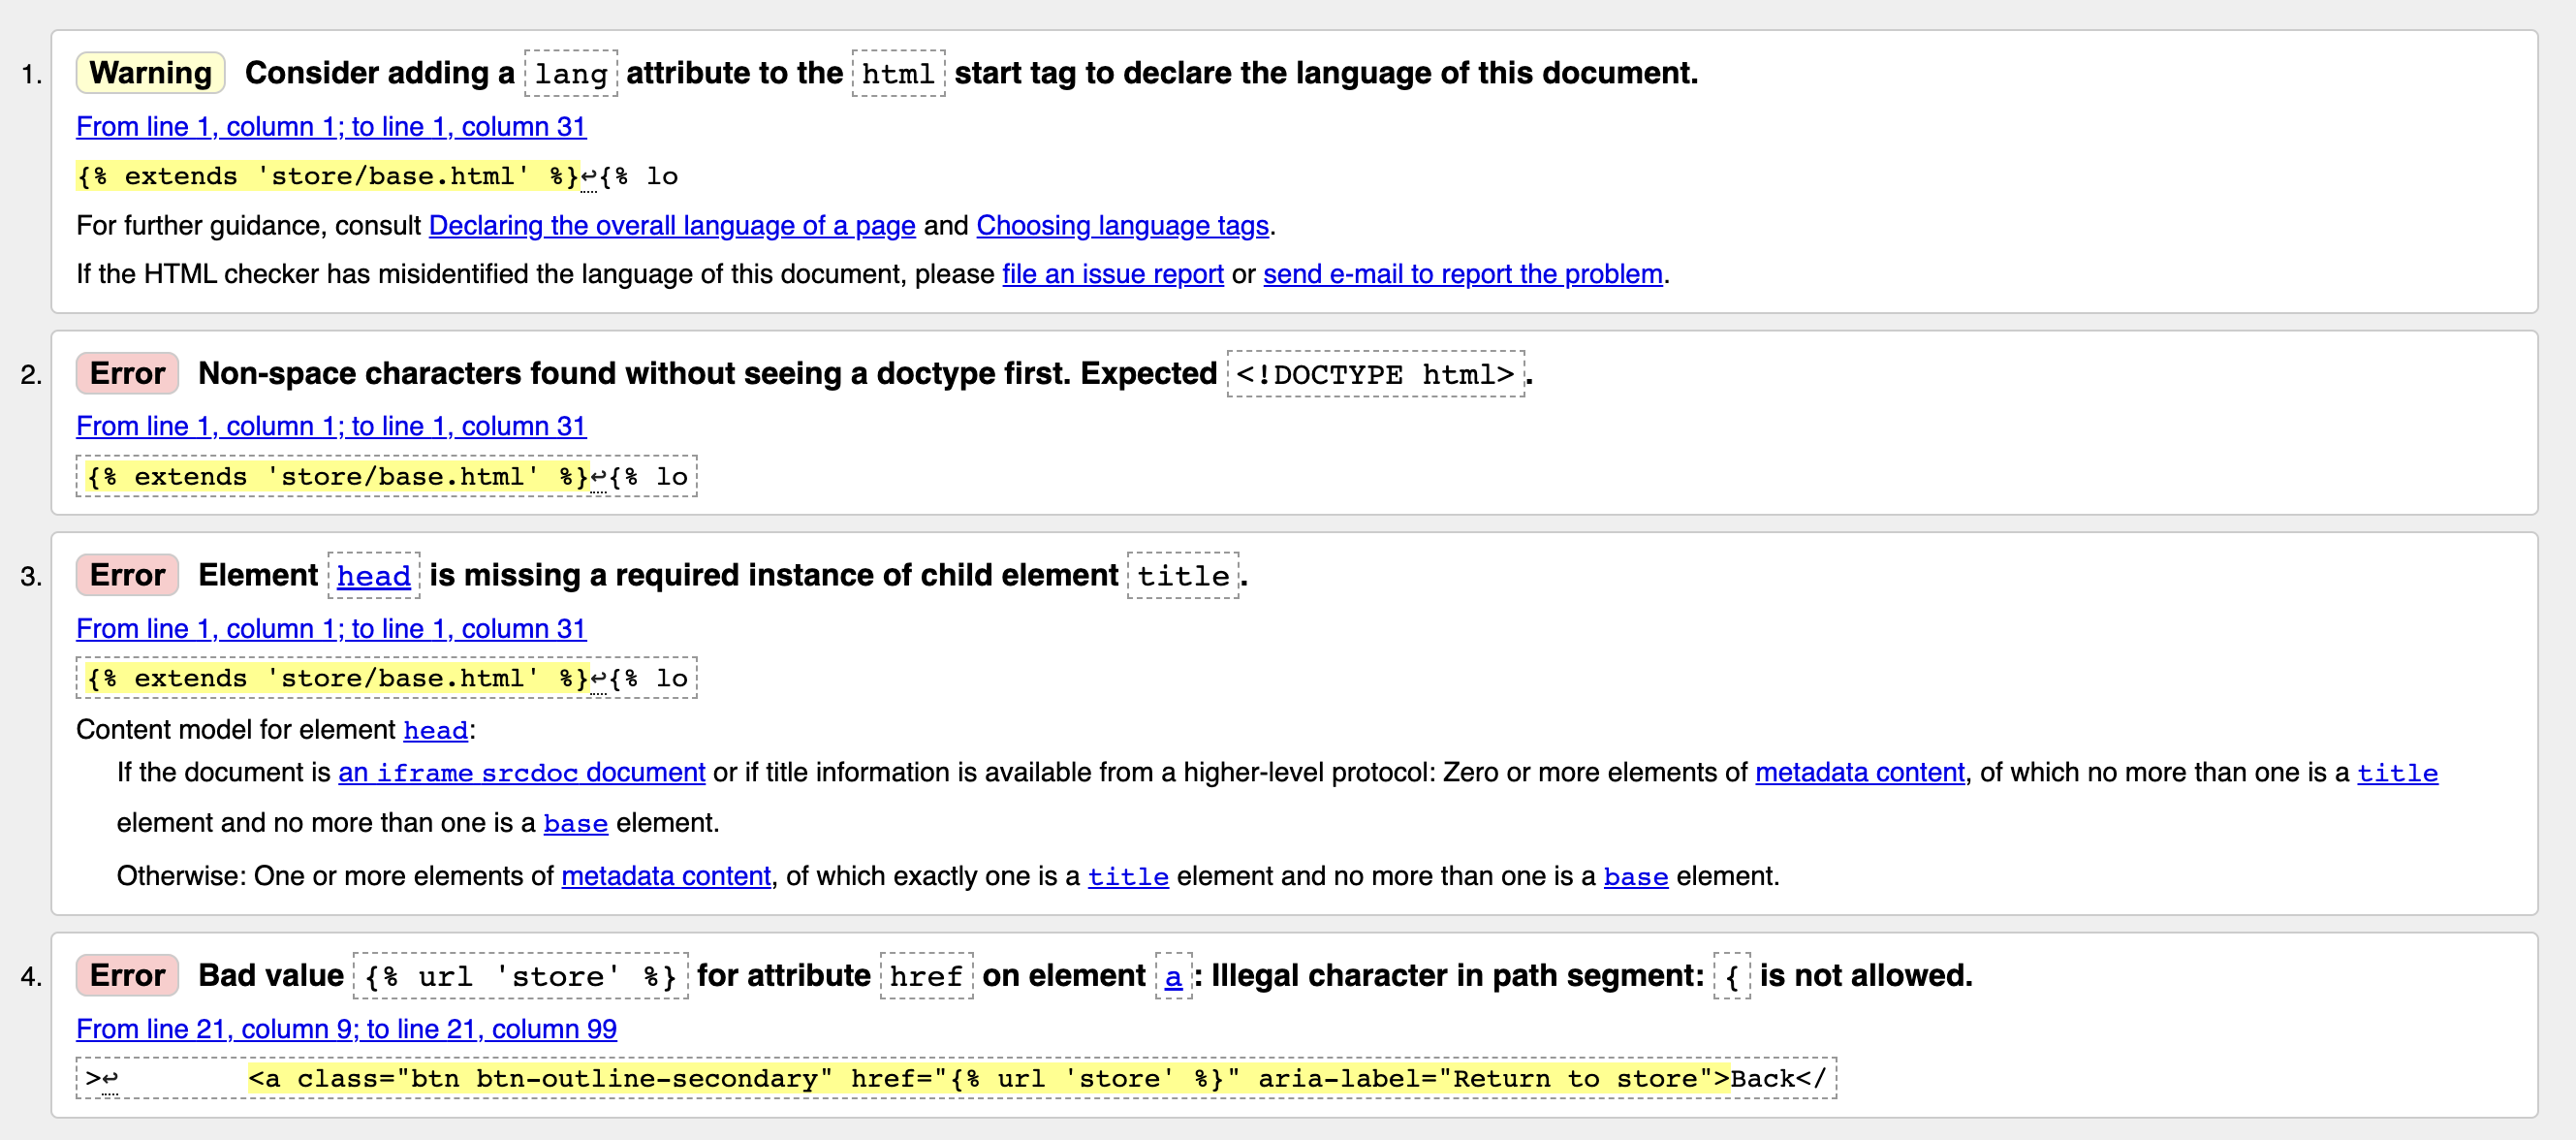 1. Warning Consider adding a lang attribute to the html start tag to declare the language of this document.
From line 1, column 1; to line 1, column 31
{% extends 'store/base.html' %}↩{% lo
For further guidance, consult Declaring the overall language of a page and Choosing language tags.
If the HTML checker has misidentified the language of this document, please file an issue report or send e-mail to report the problem.
2. Error Non-space characters found without seeing a doctype first. Expected <!DOCTYPE html>.
From line 1, column 1; to line 1, column 31
{% extends 'store/base.html' %}↩{% lo
3. Error Element head is missing a required instance of child element title.
From line 1, column 1; to line 1, column 31
{% extends 'store/base.html' %}↩{% lo
Content model for element head:
If the document is an iframe srcdoc document or if title information is available from a higher-level protocol: Zero or more elements of metadata content, of which no more than one is a title
element and no more than one is a base element.
Otherwise: One or more elements of metadata content, of which exactly one is a title element and no more than one is a base element.
4. Error Bad value {% url 'store' %} for attribute href on element a: Illegal character in path segment: { is not allowed.
From line 21, column 9; to line 21, column 99
>↩        <a class="btn btn-outline-secondary" href="{% url 'store' %}" aria-label="Return to store">Back</